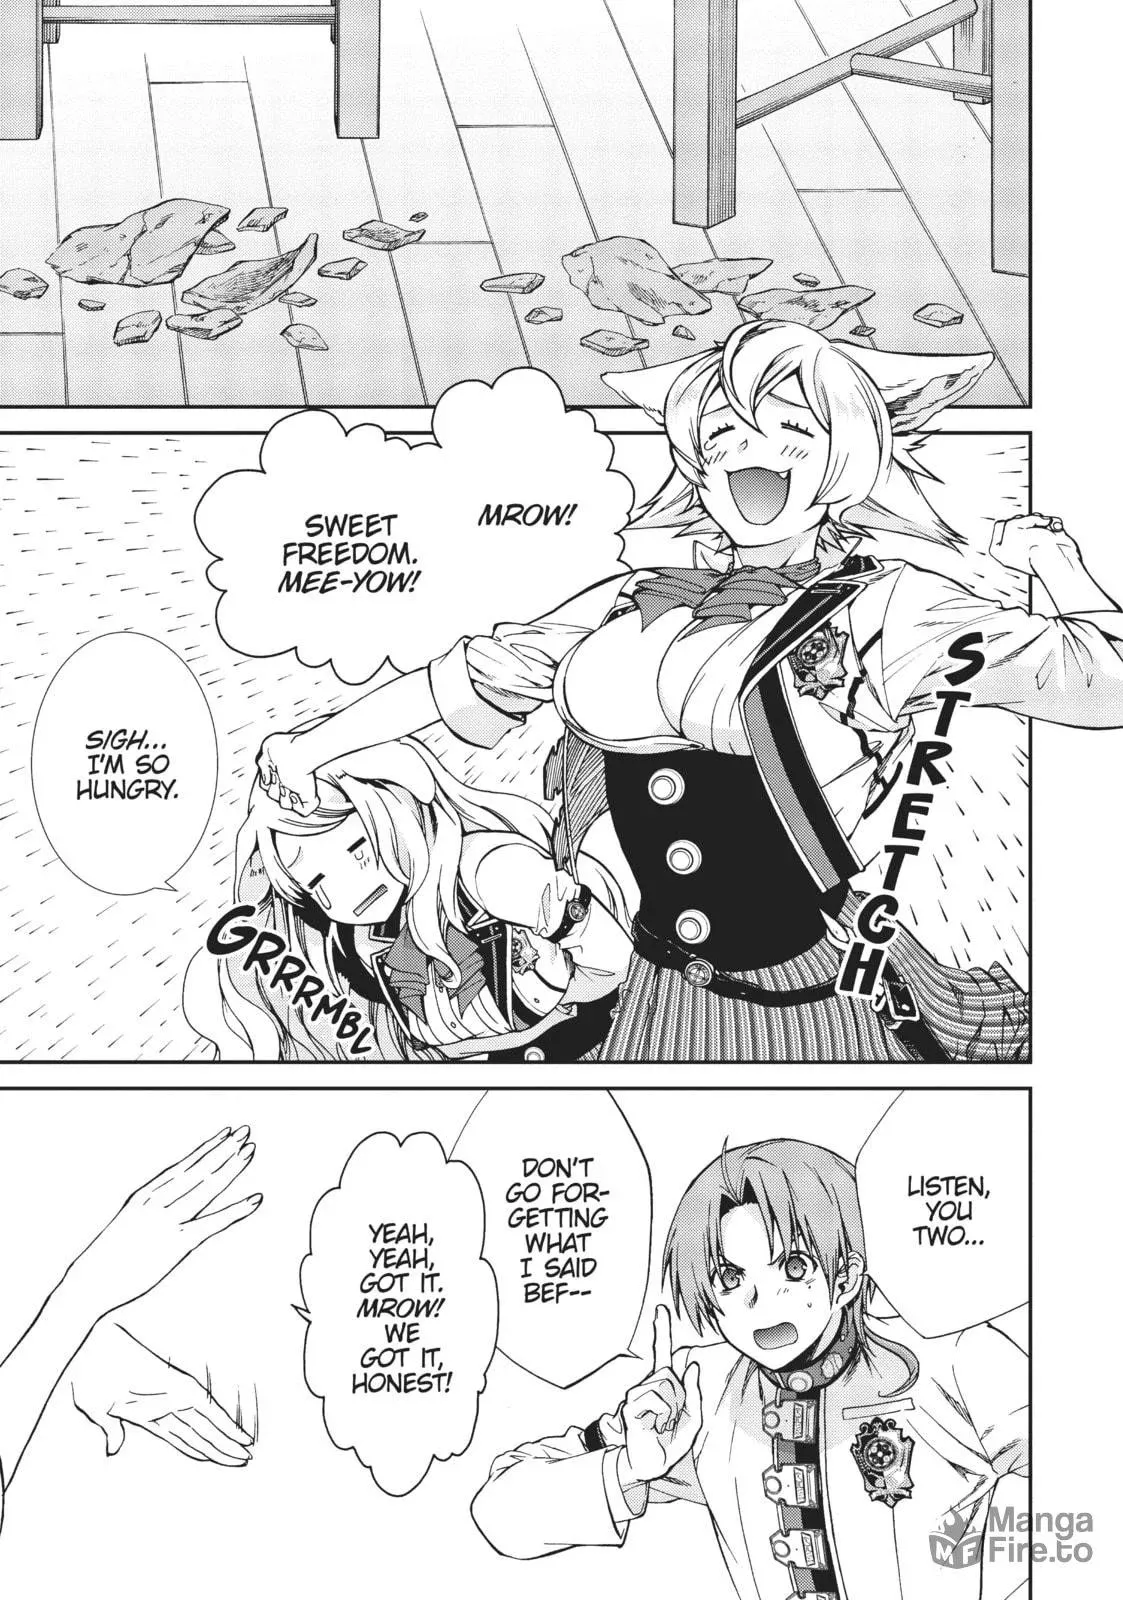 MROW!
SWEET
FREEDOM.
MEE-YOW!
STRETCH
SIGH...
I'M SO
HUNGRY.
GRRRMBL
LISTEN,
YOU
TWO...
DON'T
GO FOR-
GETTING
WHAT
I SAID
BEF--
YEAH,
YEAH,
GOT IT.
MROW!
WE
GOT IT,
HONEST!
Manga
Fire.to
MF